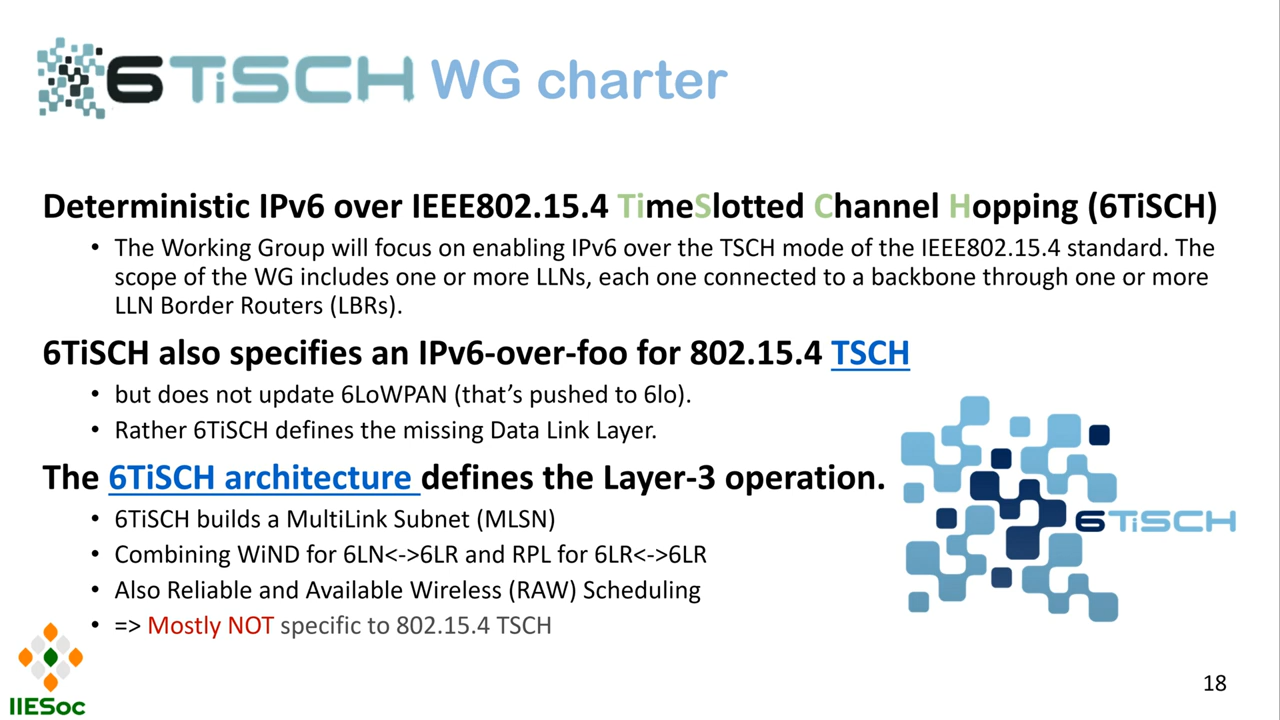 6TiSCH WG charter
Deterministic IPv6 over IEEE802.15.4 TimeSlotted Channel Hopping (6TiSCH)
• The Working Group will focus on enabling IPv6 over the TSCH mode of the IEEE802.15.4 standard. The
scope of the WG includes one or more LLNs, each one connected to a backbone through one or more
LLN Border Routers (LBRs).
6TiSCH also specifies an IPv6-over-foo for 802.15.4 TSCH
• but does not update 6LoWPAN (that’s pushed to 6lo).
• Rather 6TiSCH defines the missing Data Link Layer.
The 6TiSCH architecture defines the Layer-3 operation.
• 6TiSCH builds a MultiLink Subnet (MLSN)
• Combining WiND for 6LN<->6LR and RPL for 6LR<->6LR
• Also Reliable and Available Wireless (RAW) Scheduling
• => Mostly NOT specific to 802.15.4 TSCH
6TiSCH
IIESoc
18